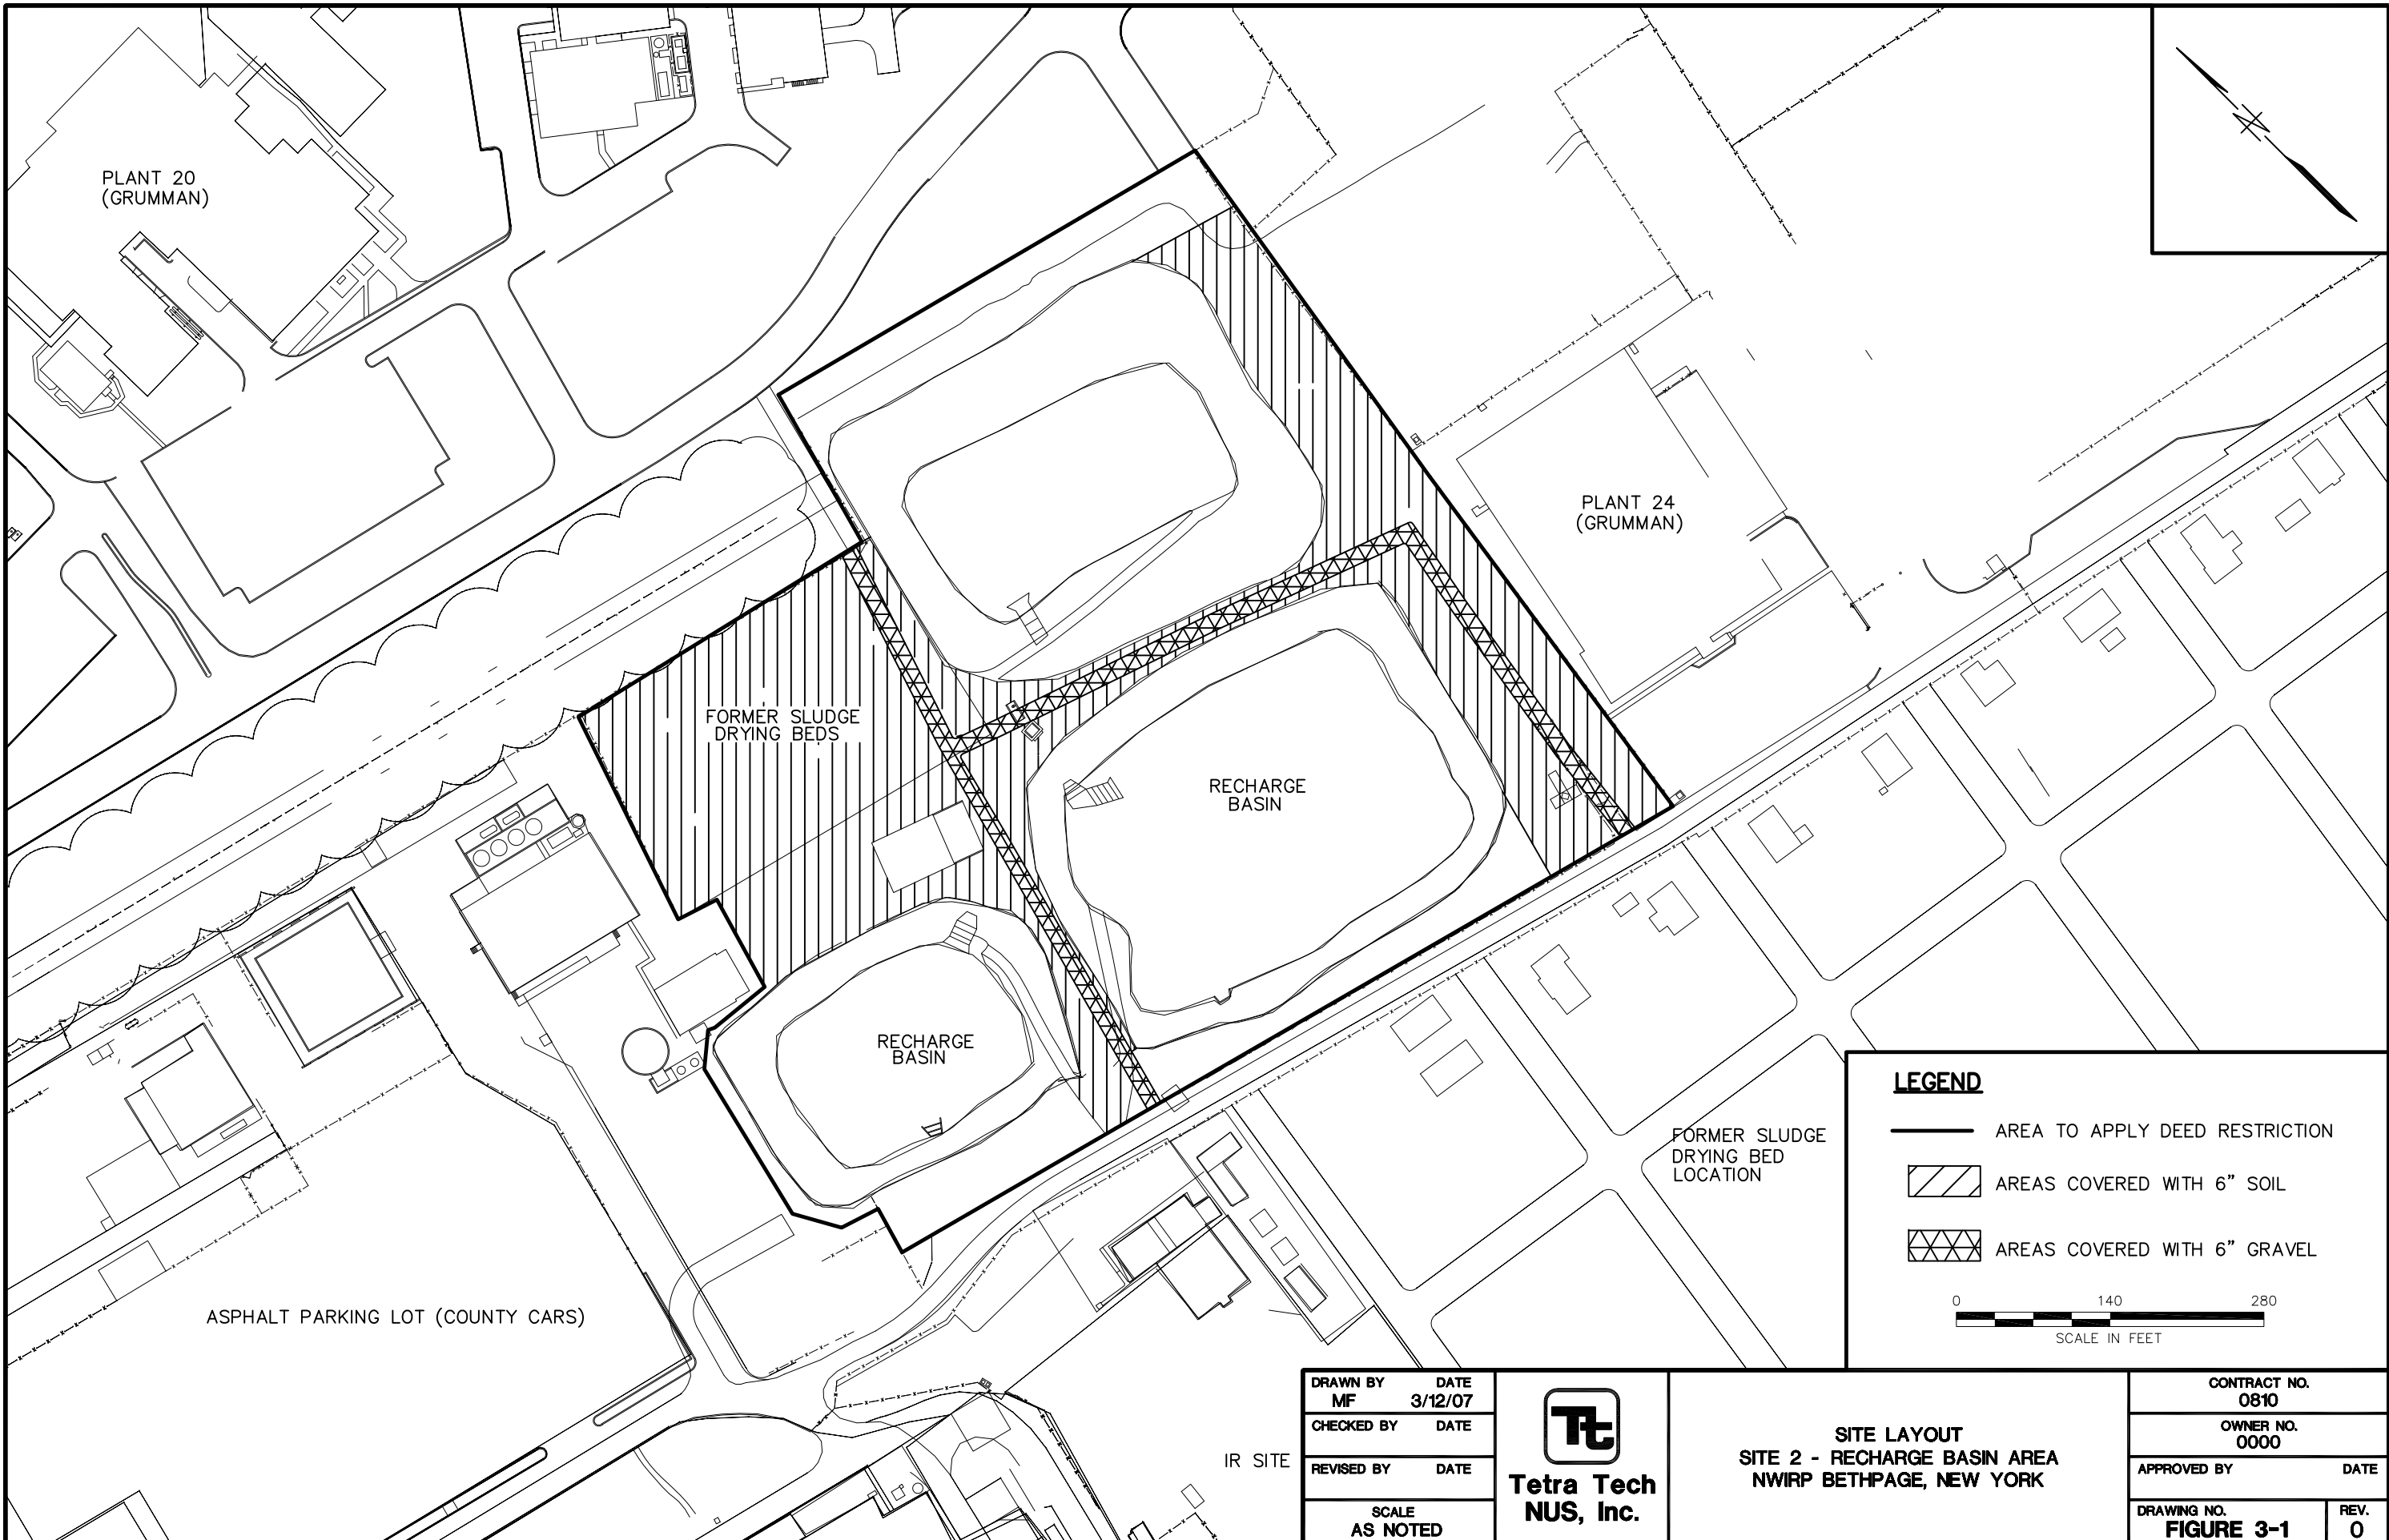 PLANT 20
(GRUMMAN)
PLANT 24
(GRUMMAN)
FORMER SLUDGE
DRYING BEDS
RECHARGE
BASIN
RECHARGE
BASIN
ASPHALT PARKING LOT (COUNTY CARS)
FORMER SLUDGE
DRYING BED
LOCATION
IR SITE
LEGEND
AREA TO APPLY DEED RESTRICTION
AREAS COVERED WITH 6" SOIL
AREAS COVERED WITH 6" GRAVEL
0 140 280
SCALE IN FEET
DRAWN BY DATE
MF 3/12/07
CHECKED BY DATE
REVISED BY DATE
SCALE
AS NOTED
Tt
Tetra Tech
NUS, Inc.
SITE LAYOUT
SITE 2 - RECHARGE BASIN AREA
NWIRP BETHPAGE, NEW YORK
CONTRACT NO.
0810
OWNER NO.
0000
APPROVED BY DATE
DRAWING NO. REV.
FIGURE 3-1 0